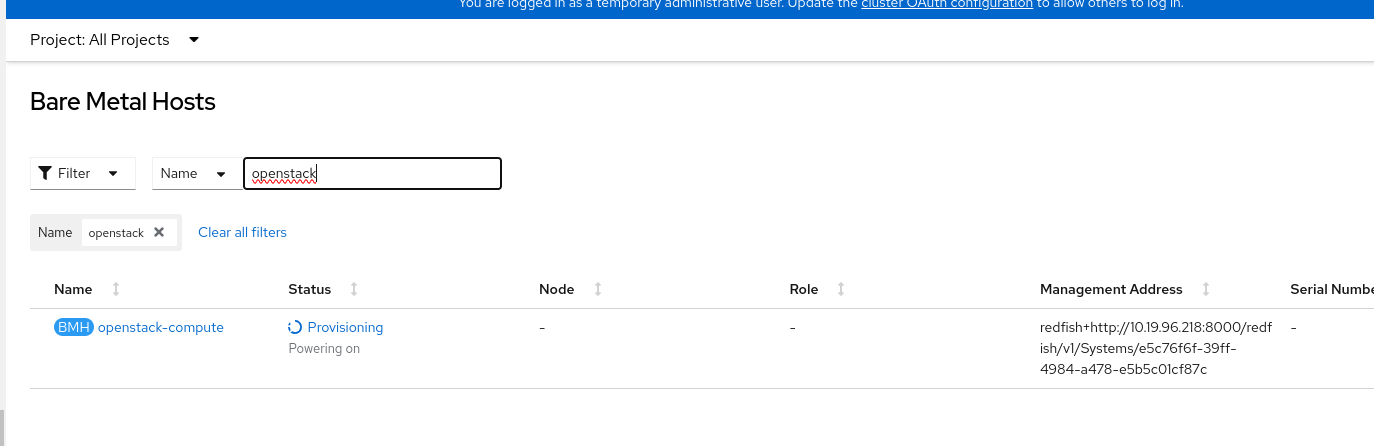 You are logged in as a temporary administrative user. Update the cluster OAuth configuration to allow others to log in.
Project: All Projects
Bare Metal Hosts
Filter Name openstack
Name openstack Clear all filters
Name Status Node Role Management Address Serial Numbe
BMH openstack-compute Provisioning - - redfish+http://10.19.96.218:8000/redf -
Powering on ish/v1/Systems/e5c76f6f-39ff-
4984-a478-e5b5c01cf87c